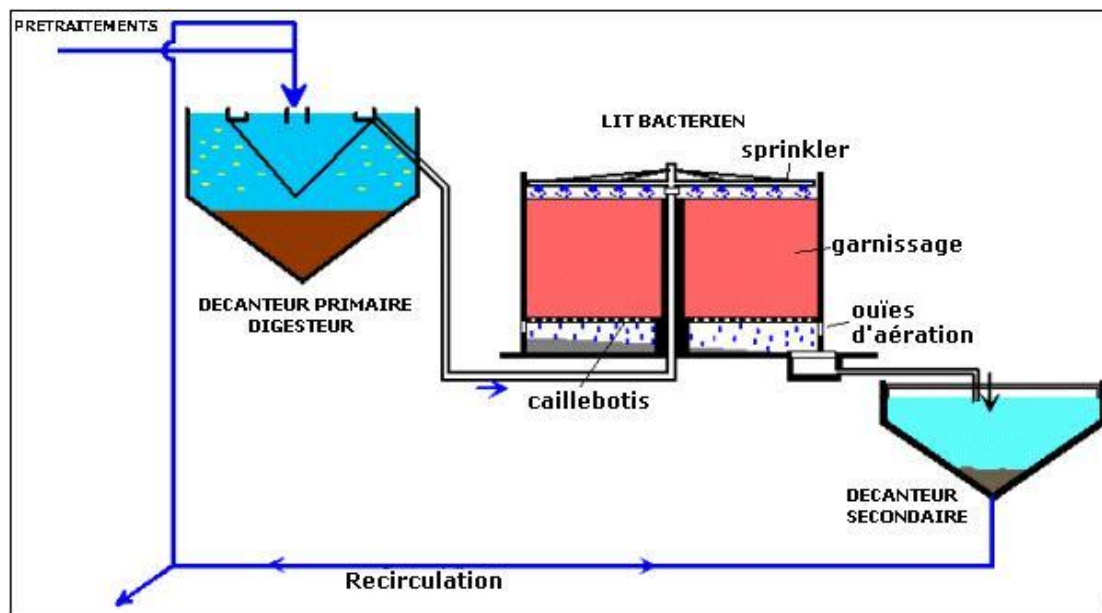 PRETRAITEMENTS
LIT BACTERIEN
sprinkler
garnissage
DECANTEUR PRIMAIRE
DIGESTEUR
ouïes
d'aération
caillebotis
DECANTEUR
SECONDAIRE
Recirculation